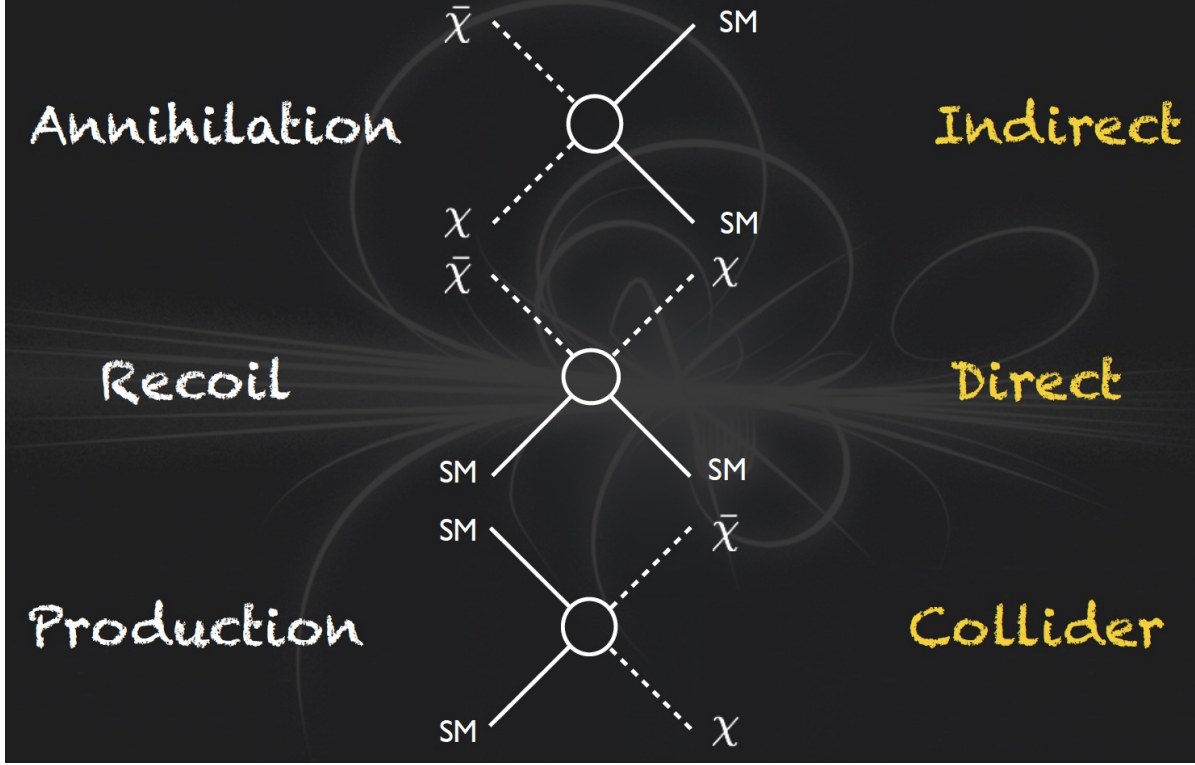 χ̄ SM
Annihilation Indirect
χ SM
χ̄ χ
Recoil Direct
SM SM
SM χ̄
Production Collider
SM χ